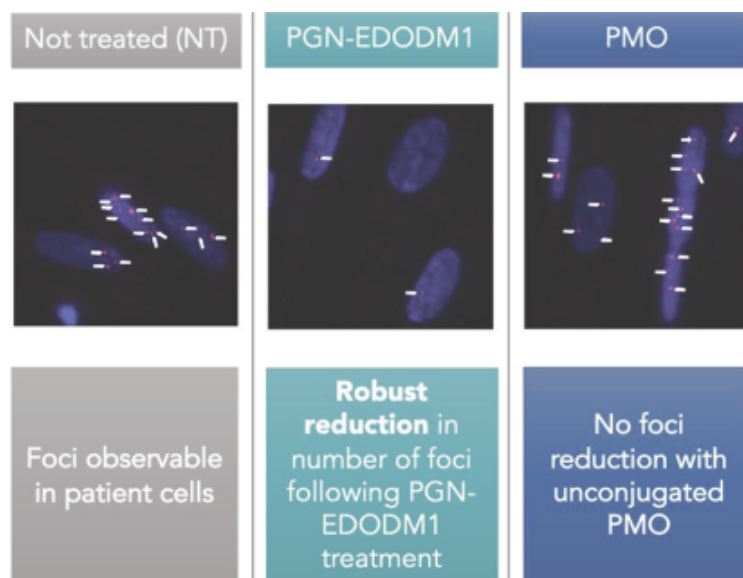 Not treated (NT)
PGN-EDODM1
PMO
Foci observable
in patient cells
Robust
reduction in
number of foci
following PGN-
EDODM1
treatment
No foci
reduction with
unconjugated
PMO